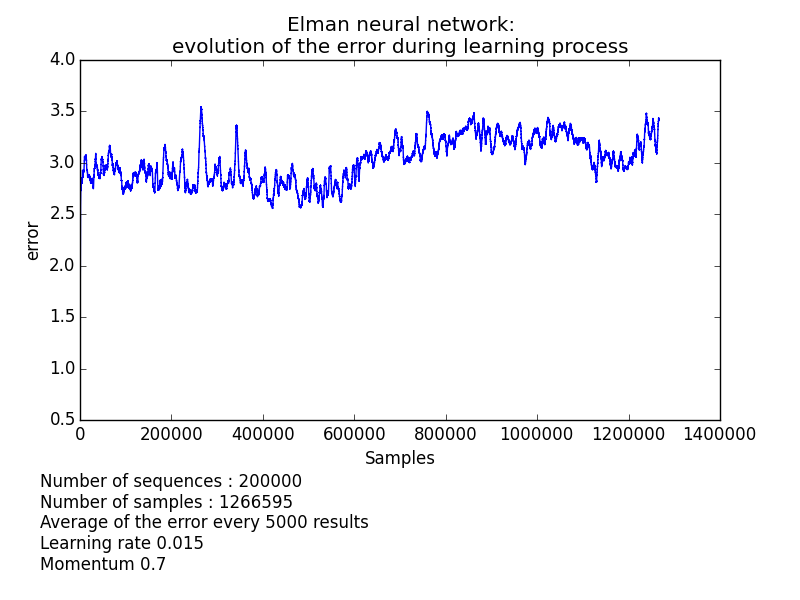 Elman neural network:
evolution of the error during learning process
4.0
3.5
3.0
2.5
2.0
1.5
1.0
0.5
error
0 200000 400000 600000 800000 1000000 1200000 1400000
Samples
Number of sequences : 200000
Number of samples : 1266595
Average of the error every 5000 results
Learning rate 0.015
Momentum 0.7